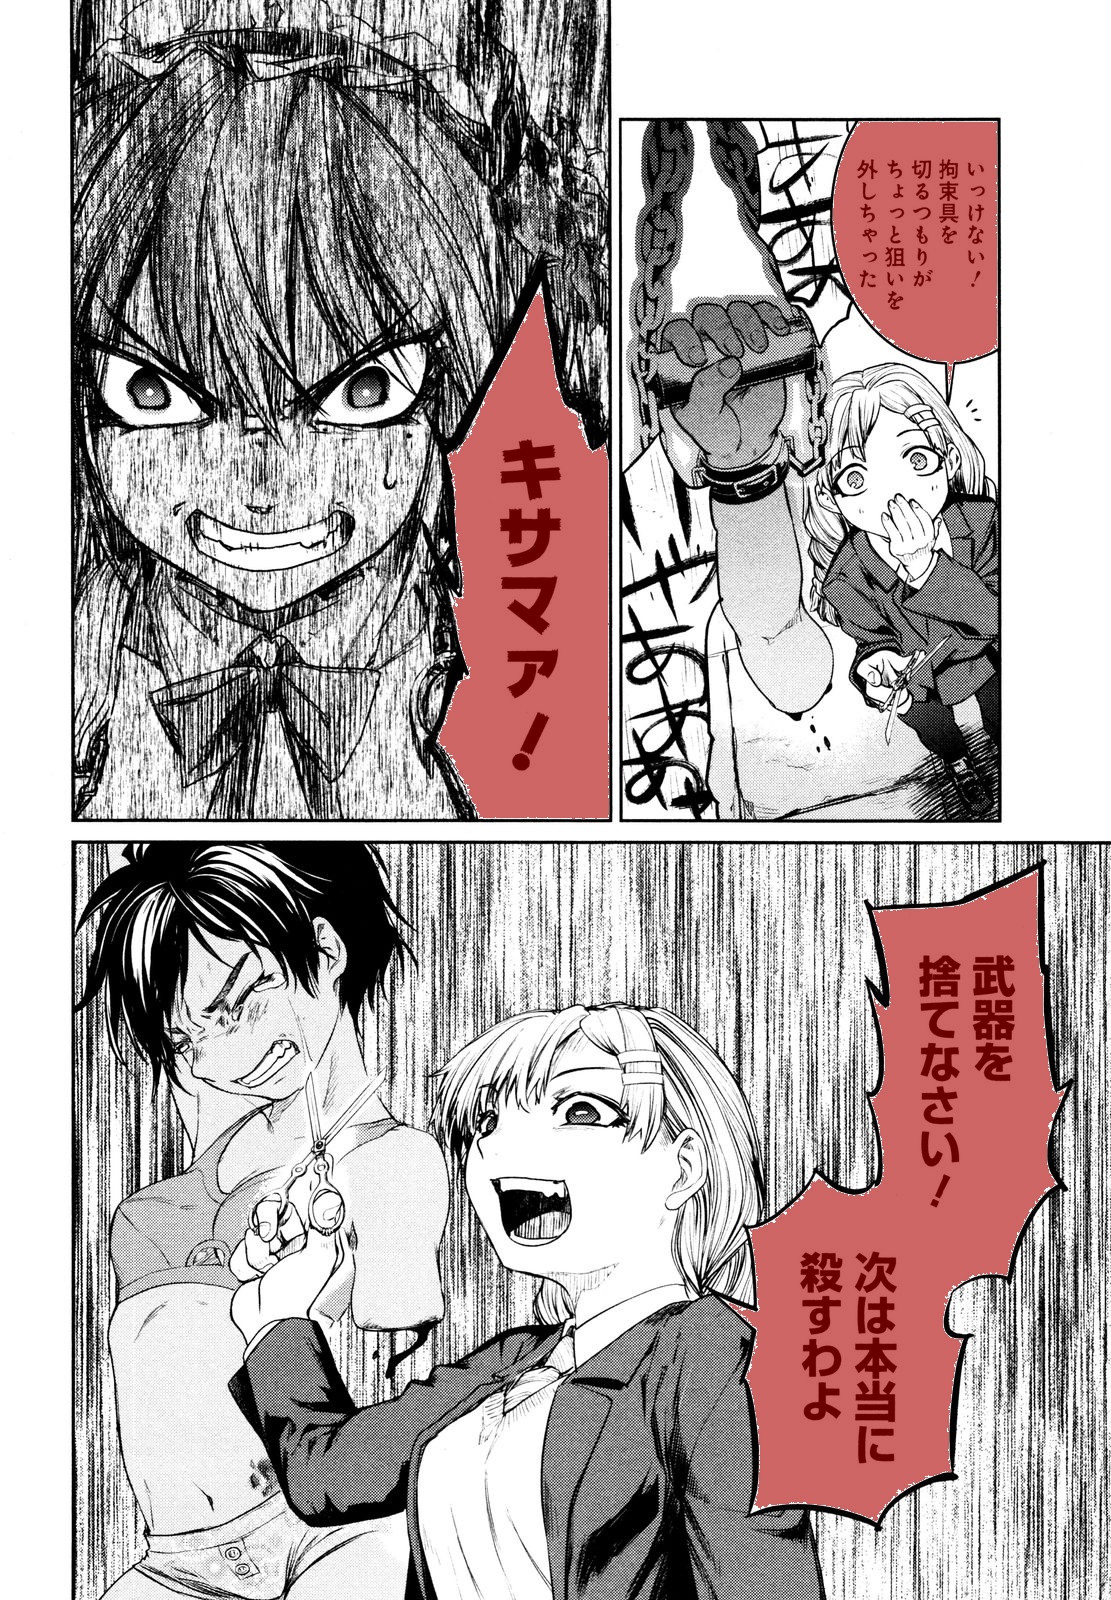 いっけない！
拘束具を
切るつもりが
ちょっと狙いを
外しちゃった
キサマァ！
武器を
捨てなさい！
次は本当に
殺すわよ